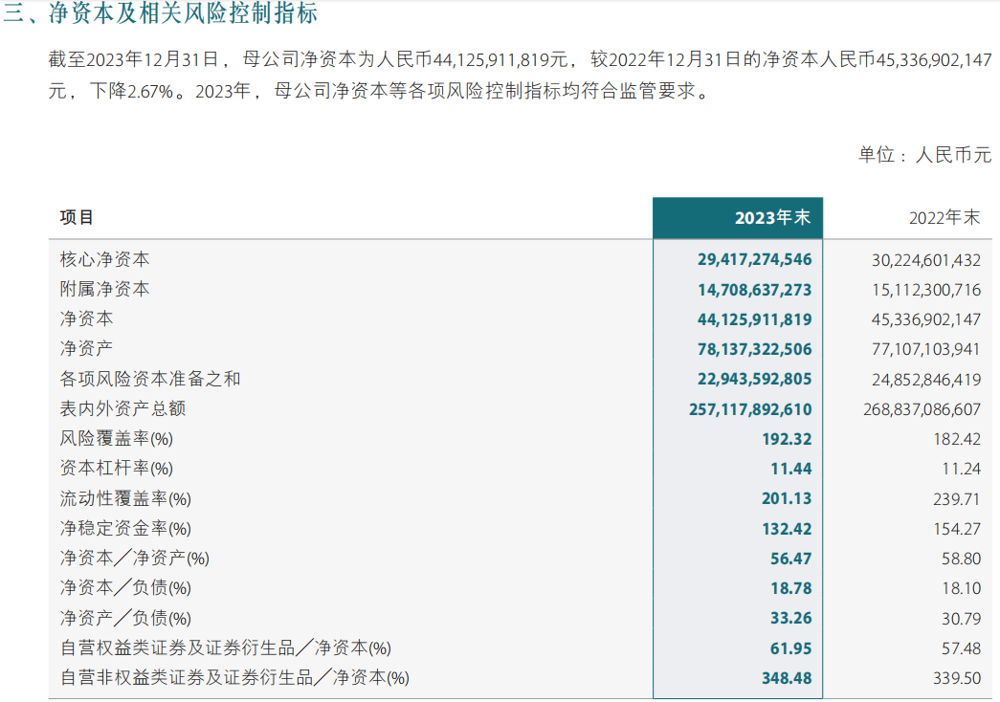 三、净资本及相关风险控制指标
截至2023年12月31日，母公司净资本为人民币44,125,911,819元，较2022年12月31日的净资本人民币45,336,902,147
元，下降2.67%。2023年，母公司净资本等各项风险控制指标均符合监管要求。
单位：人民币元
项目 2023年末 2022年末
核心净资本 29,417,274,546 30,224,601,432
附属净资本 14,708,637,273 15,112,300,716
净资本 44,125,911,819 45,336,902,147
净资产 78,137,322,506 77,107,103,941
各项风险资本准备之和 22,943,592,805 24,852,846,419
表内外资产总额 257,117,892,610 268,837,086,607
风险覆盖率(%) 192.32 182.42
资本杠杆率(%) 11.44 11.24
流动性覆盖率(%) 201.13 239.71
净稳定资金率(%) 132.42 154.27
净资本／净资产(%) 56.47 58.80
净资本／负债(%) 18.78 18.10
净资产／负债(%) 33.26 30.79
自营权益类证券及证券衍生品／净资本(%) 61.95 57.48
自营非权益类证券及证券衍生品／净资本(%) 348.48 339.50